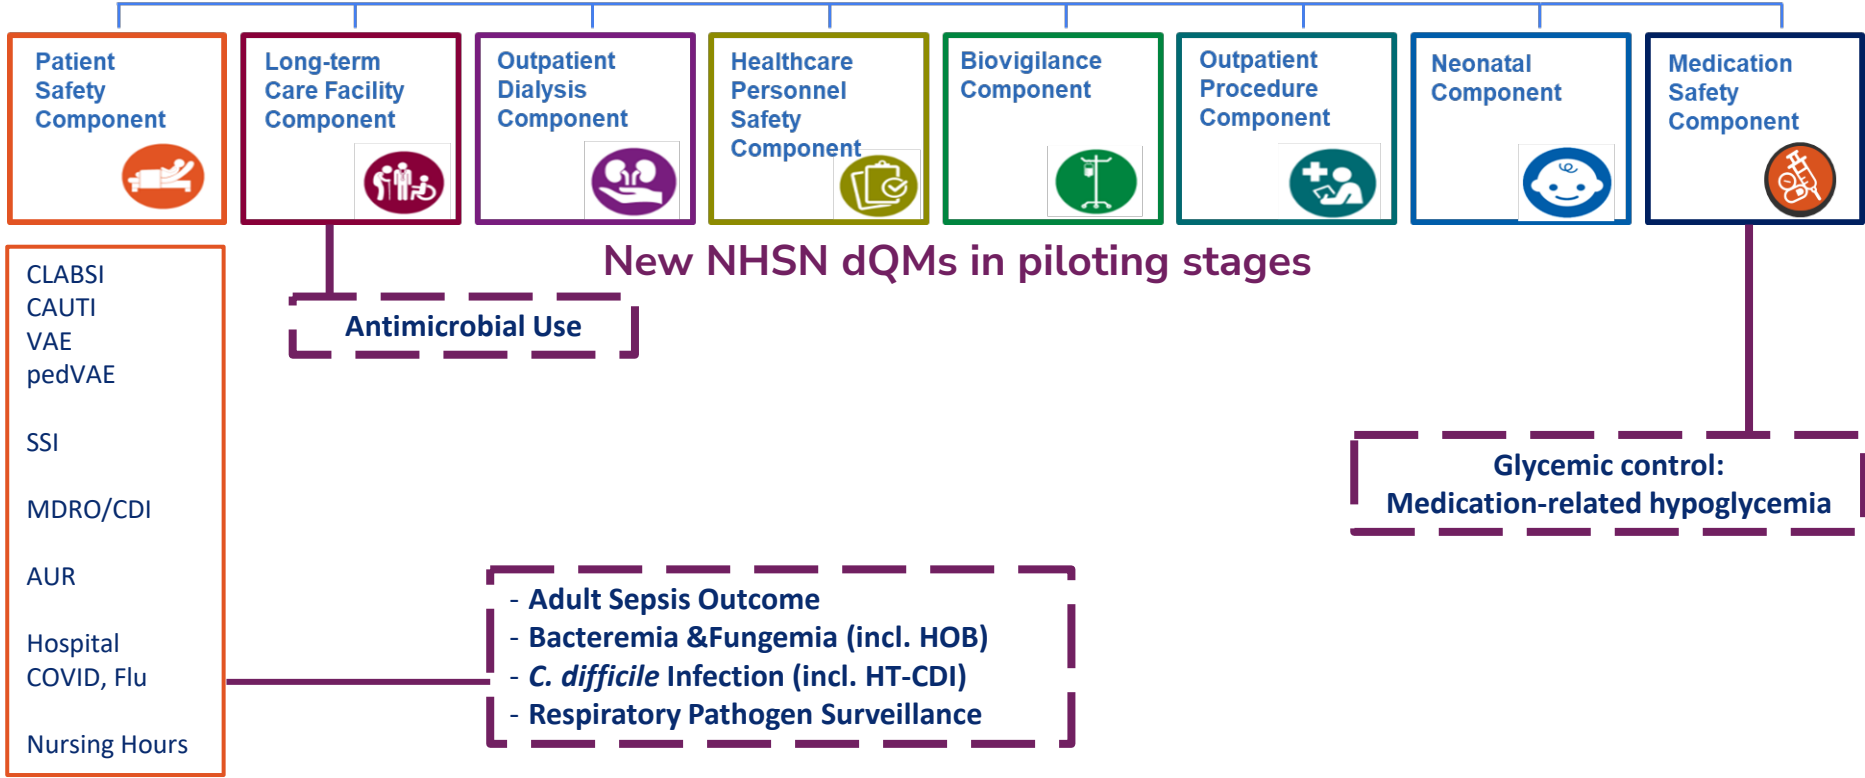 Patient
Safety
Component
Long-term
Care Facility
Component
Outpatient
Dialysis
Component
Healthcare
Personnel
Safety
Component
Biovigilance
Component
Outpatient
Procedure
Component
Neonatal
Component
Medication
Safety
Component
New NHSN dQMs in piloting stages
CLABSI
CAUTI
VAE
pedVAE
SSI
MDRO/CDI
AUR
Hospital
COVID, Flu
Nursing Hours
Antimicrobial Use
Glycemic control:
Medication-related hypoglycemia
- Adult Sepsis Outcome
- Bacteremia &Fungemia (incl. HOB)
- C. difficile Infection (incl. HT-CDI)
- Respiratory Pathogen Surveillance